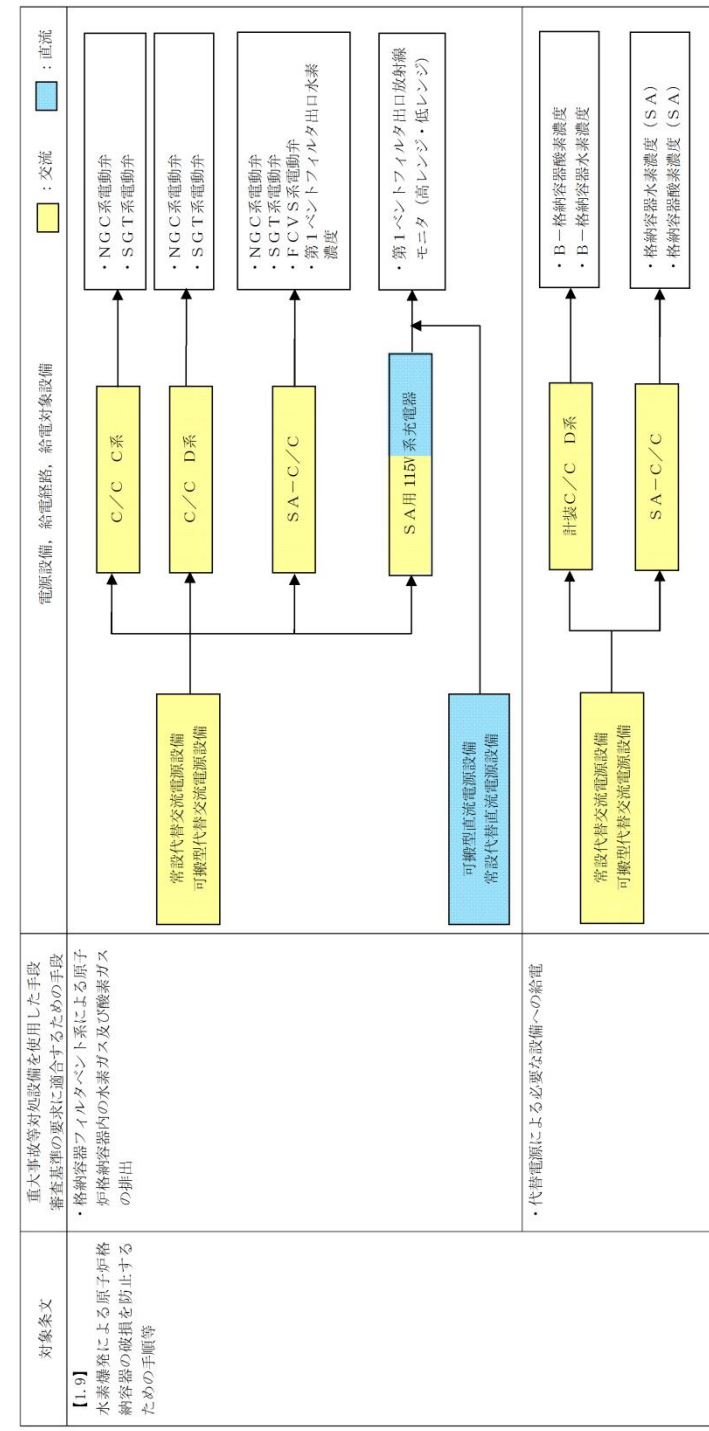 対象条文
重大事故等対処設備を使用した手段
審査基準の要求に適合するための手段
電源設備，給電経路，給電対象設備
：交流
：直流
【1.9】
水素爆発による原子炉格
納容器の破損を防止する
ための手順等
・格納容器フィルタベント系による原子
炉格納容器内の水素ガス及び酸素ガス
の排出
常設代替交流電源設備
可搬型代替交流電源設備
可搬型直流電源設備
常設代替直流電源設備
C／C　C系
C／C　D系
SA－C／C
SA用 115V 系充電器
・NGC系電動弁
・SGT系電動弁
・NGC系電動弁
・SGT系電動弁
・NGC系電動弁
・SGT系電動弁
・FCVS系電動弁
・第1ベントフィルタ出口水素
濃度
・第1ベントフィルタ出口放射線
モニタ（高レンジ・低レンジ）
・代替電源による必要な設備への給電
常設代替交流電源設備
可搬型代替交流電源設備
計装C／C　D系
SA－C／C
・B－格納容器酸素濃度
・B－格納容器水素濃度
・格納容器水素濃度（SA）
・格納容器酸素濃度（SA）